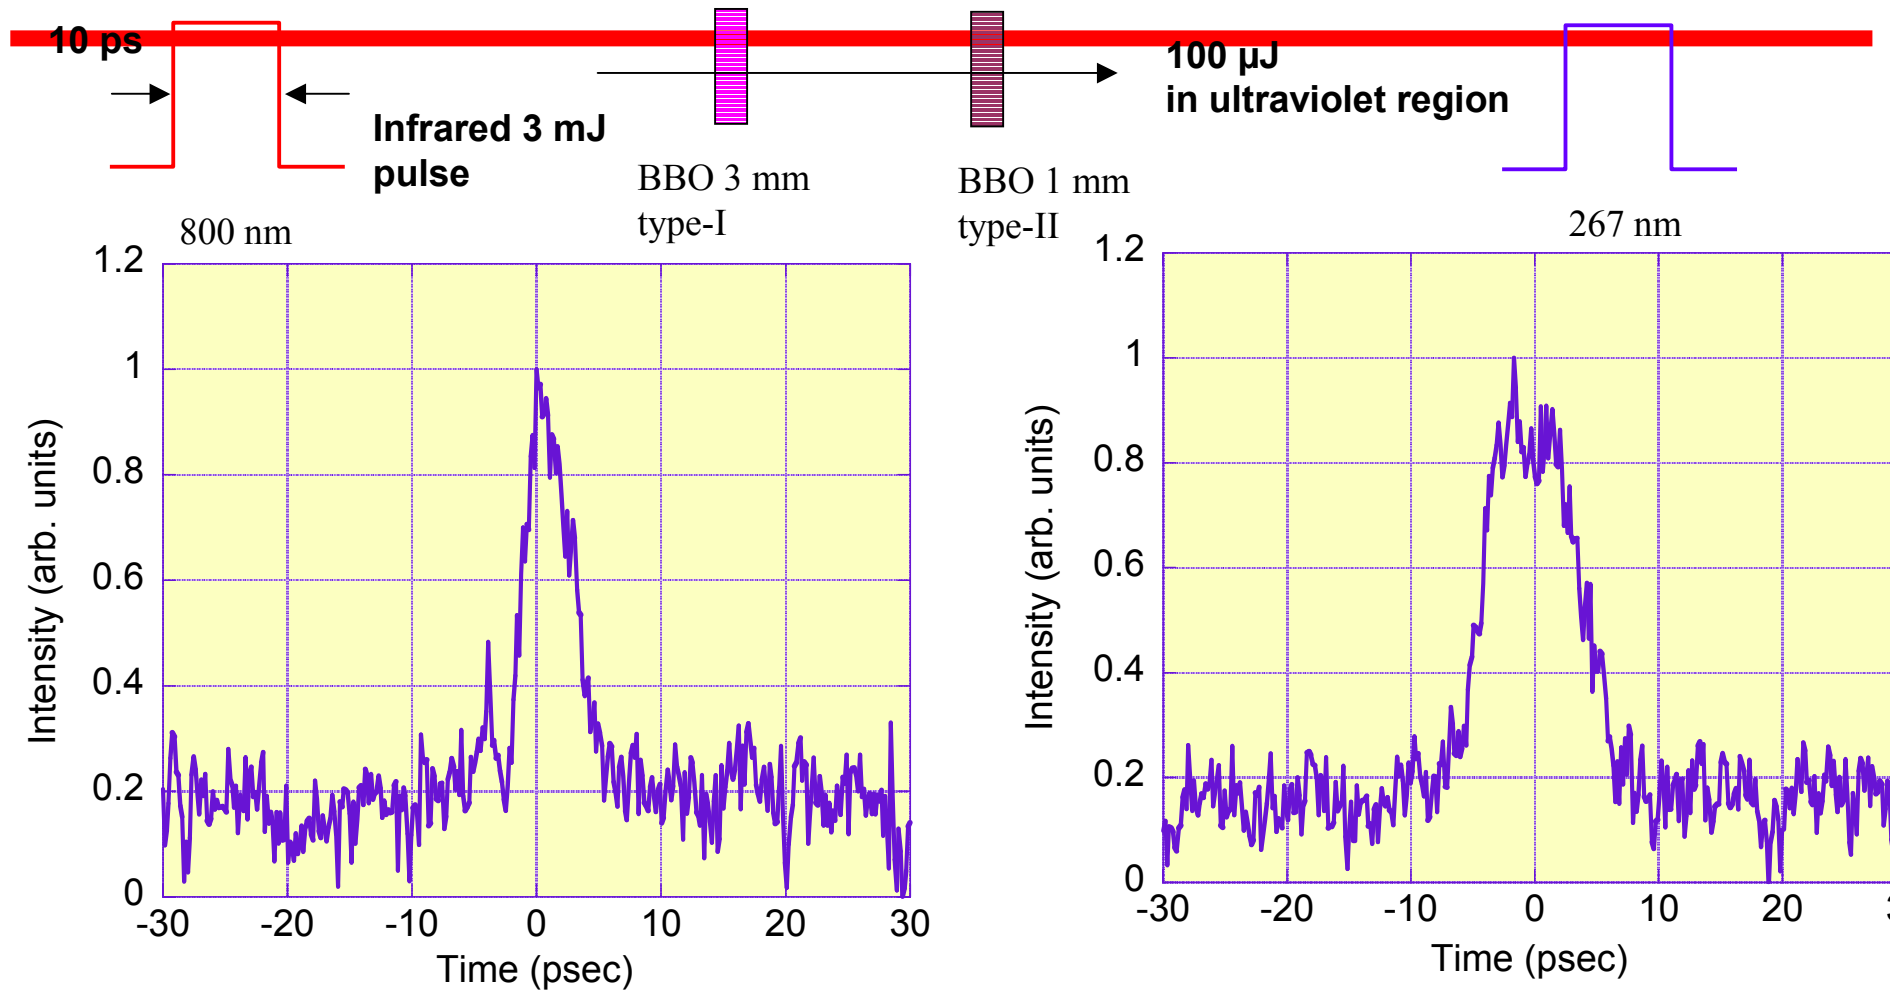 10 ps
Infrared 3 mJ
pulse
800 nm
BBO 3 mm
type-I
BBO 1 mm
type-II
100 µJ
in ultraviolet region
267 nm
1.2
1
0.8
0.6
0.4
0.2
0
Intensity (arb. units)
-30 -20 -10 0 10 20 30
Time (psec)
1.2
1
0.8
0.6
0.4
0.2
0
Intensity (arb. units)
-30 -20 -10 0 10 20
Time (psec)